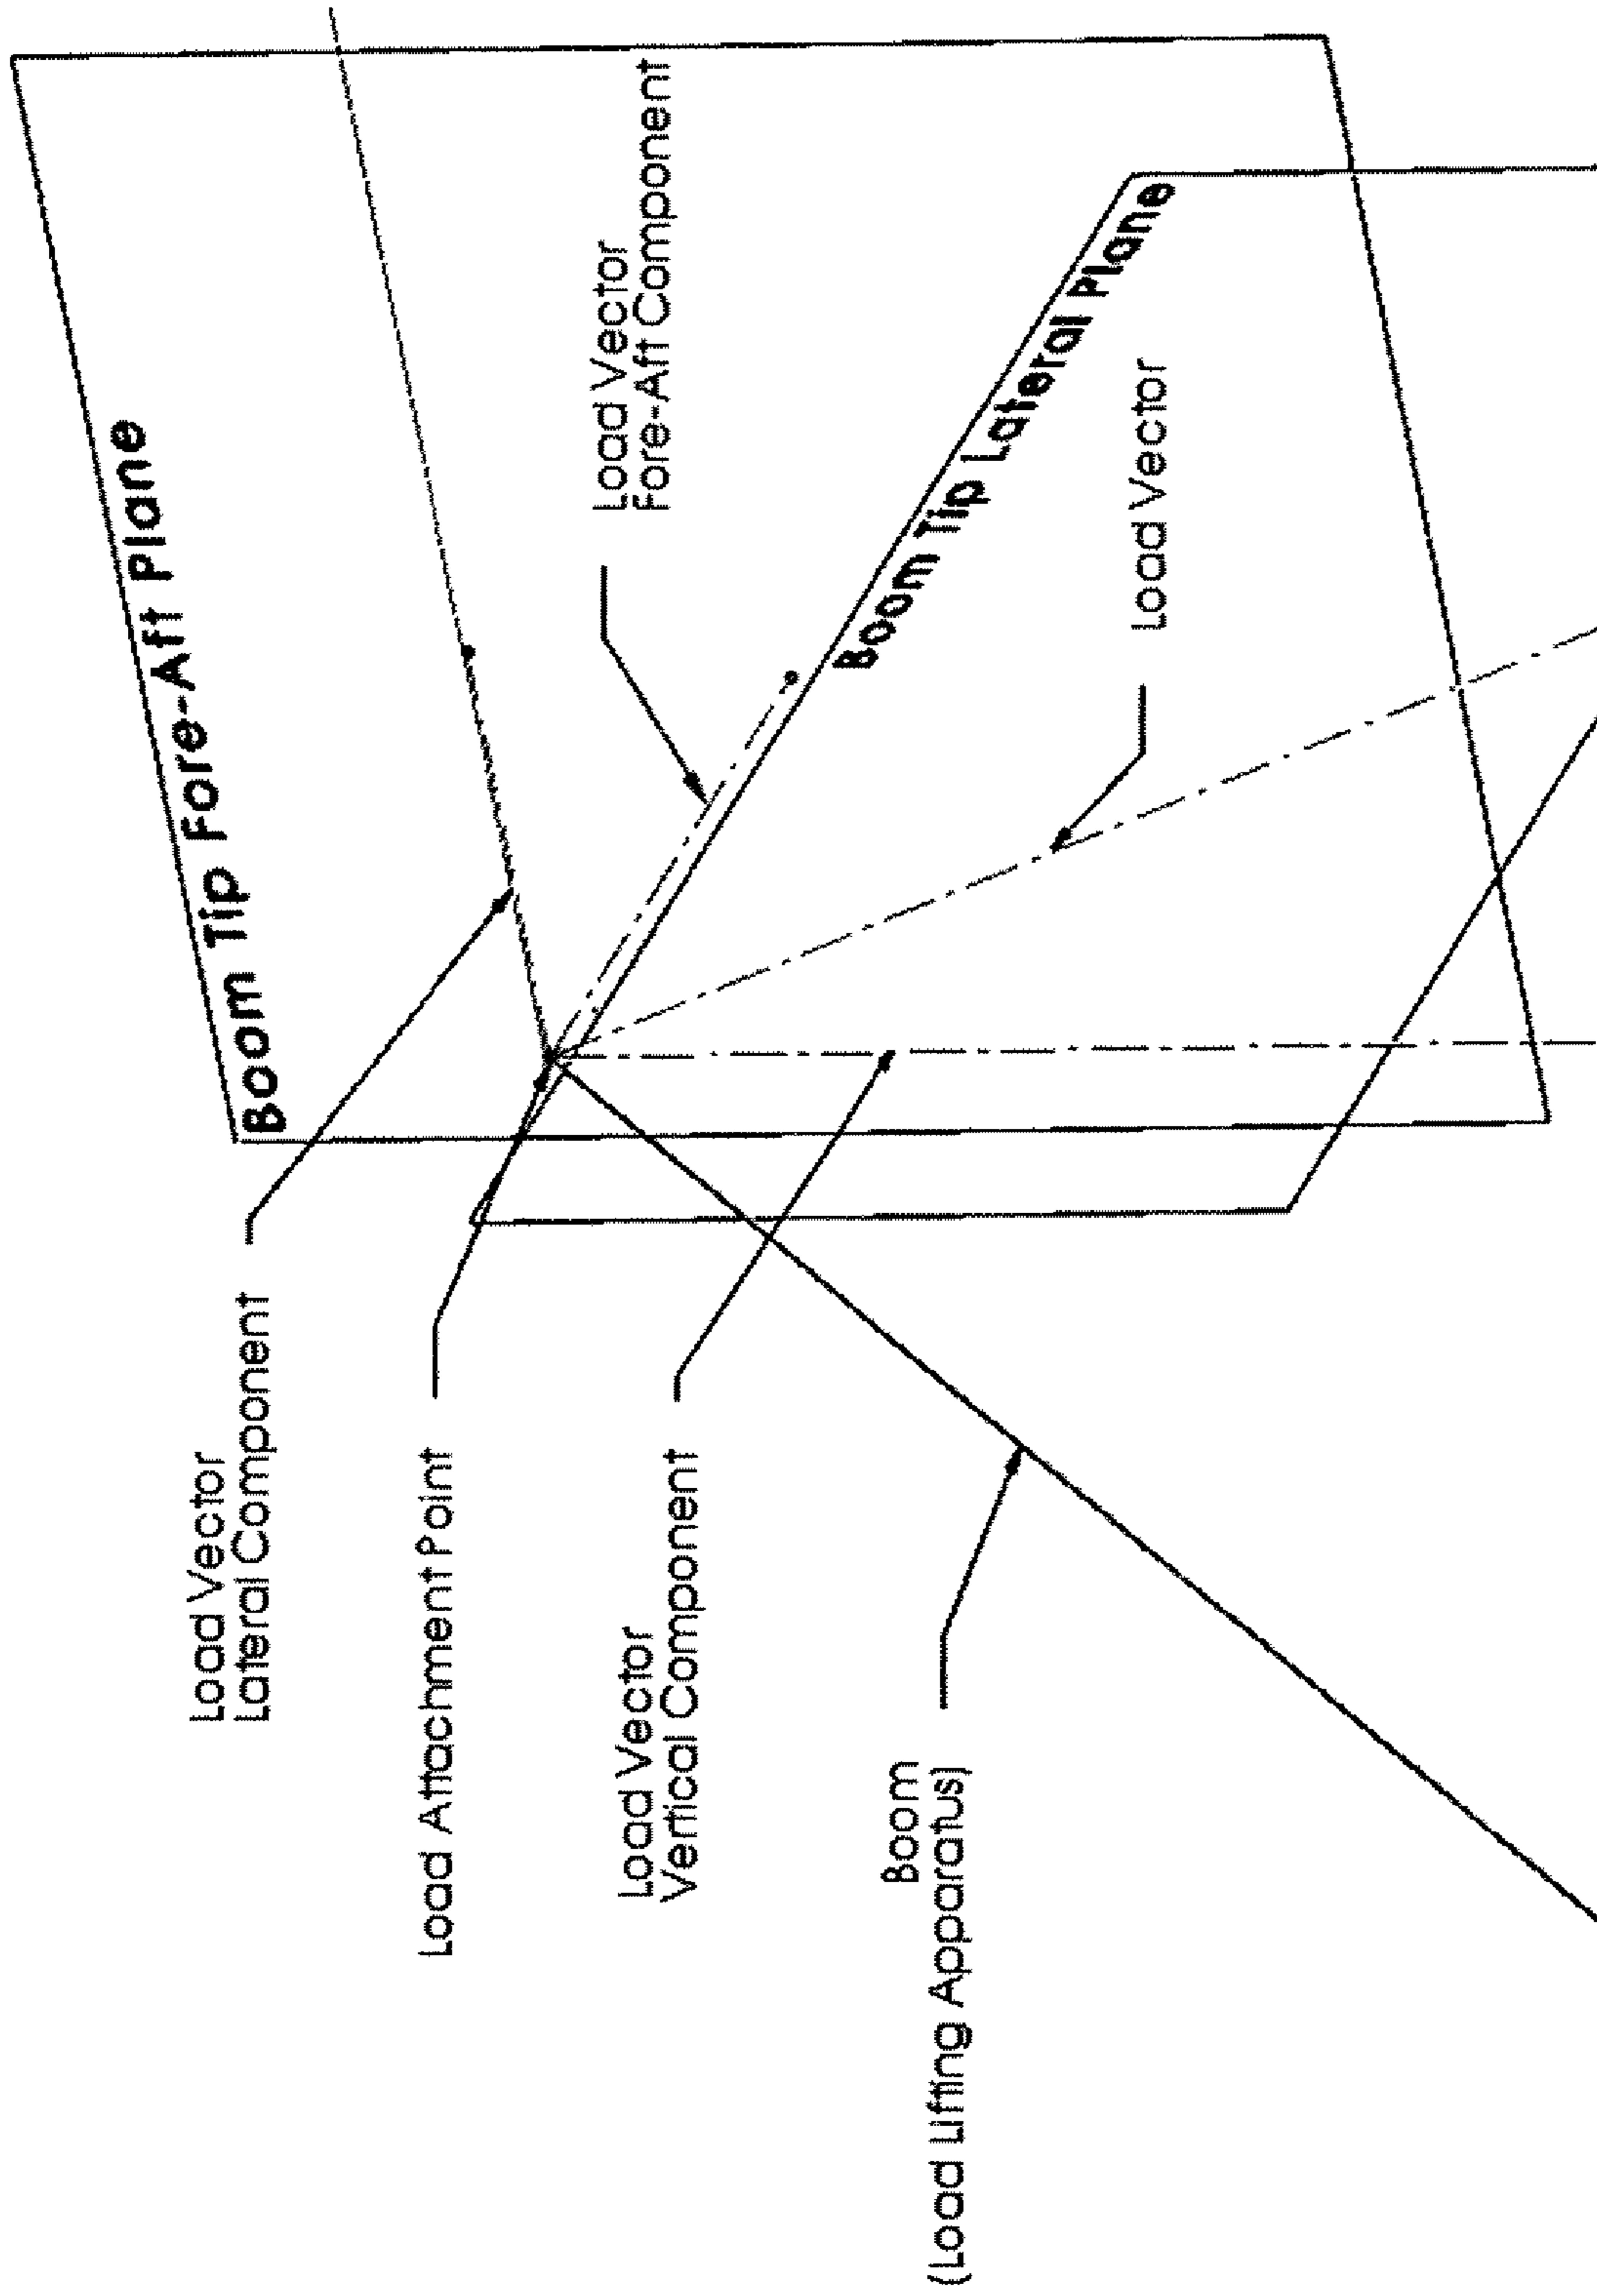 Load Vector
Lateral Component
Load Attachment Point
Load Vector
Vertical Component
Boom
(Load Lifting Apparatus)
Boom Tip Fore-Aft Plane
Load Vector
Fore-Aft Component
Boom Tip Lateral Plane
Load Vector